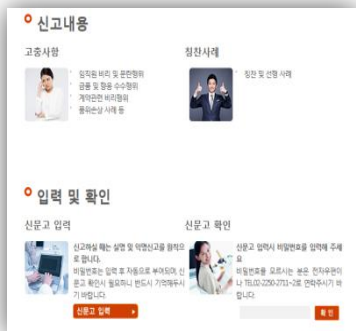 신고내용
고충사항
임직원 비리 및 문란행위
금품 및 향응 수수행위
계약관련 비리행위
품위손상 사례 등
칭찬사례
칭찬 및 선행 사례
입력 및 확인
신문고 입력
신고하실 때는 실명 및 익명신고를 원칙으
로 합니다.
비밀번호는 입력 후 자동으로 부여되며, 신
문고 확인시 필요하니 반드시 기억해두시
기 바랍니다.
신문고 입력
신문고 확인
신문고 입력시 비밀번호를 입력해 주세
요
비밀번호를 모르시는 분은 전자우편이
나 TEL.02-2250-2711~2로 연락주시기 바
랍니다.
확 인